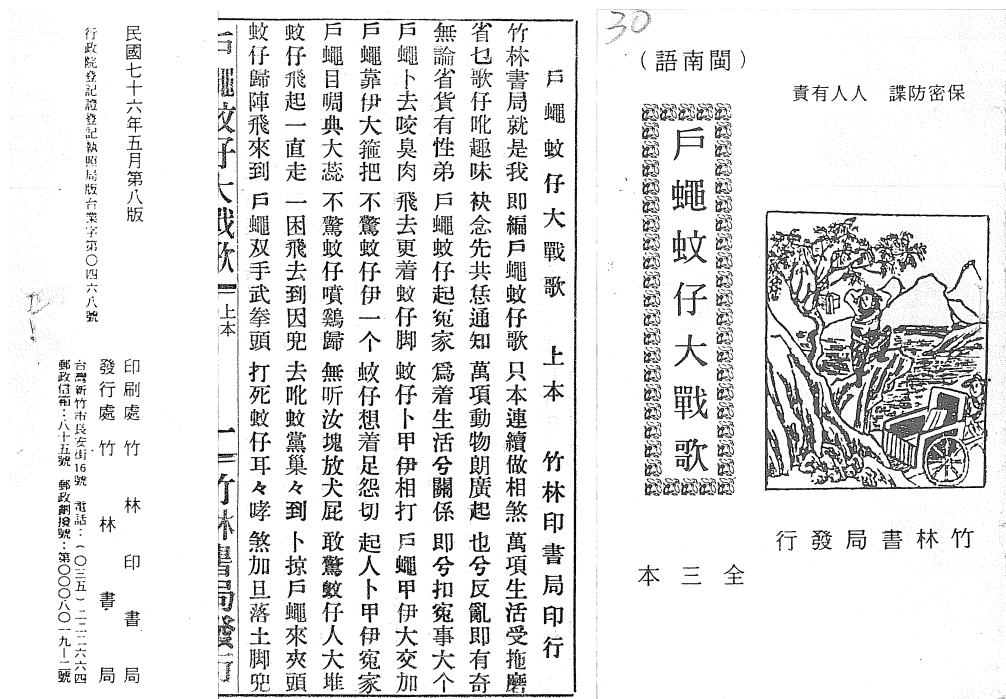 30
（閩南語）
保密防諜　人人有責
戶蠅蚊仔大戰歌
竹林書局發行
全三本
戶蠅蚊仔大戰歌　上本　竹林印書局印行
竹林書局就是我　即編戶蠅蚊仔歌　只本連續做相煞　萬項生活受拖磨
省乜歌仔吪趣味　袂念先共恁通知　萬項動物朗廣起　也兮反亂即有奇
無論省貨有性弟　戶蠅蚊仔起冤家　爲着生活兮關係　即兮扣冤事大个
戶蠅卜去咬臭肉　飛去更着蚊仔脚　蚊仔卜甲伊相打　戶蠅甲伊大交加
戶蠅靠伊大箍把　不驚蚊仔伊一个　蚊仔想着足怨切　起人卜甲伊冤家
戶蠅目啁典大蕊　不驚蚊仔噴鷄歸　無听汝塊放犬屁　敢驚蚊仔人大堆
蚊仔飛起一直走　一困飛去到因兜　去吪蚊黨巢々到　卜掠戶蠅來夾頭
蚊仔歸陣飛來到　戶蠅双手武拳頭　打死蚊仔耳々哮　煞加旦落土脚兜
戶蠅蚊仔大戰歌　上本　一　竹林書局發行
民國七十六年五月第八版
行政院登記證登記執照局版台業字第〇四六八號
印刷處　竹林印書局
發行處　竹林書局
台灣新竹市長安街16號　電話：（〇三五）二二二六六四
郵政信箱：八十五號　郵政劃撥號：第〇〇〇八〇一九─二號